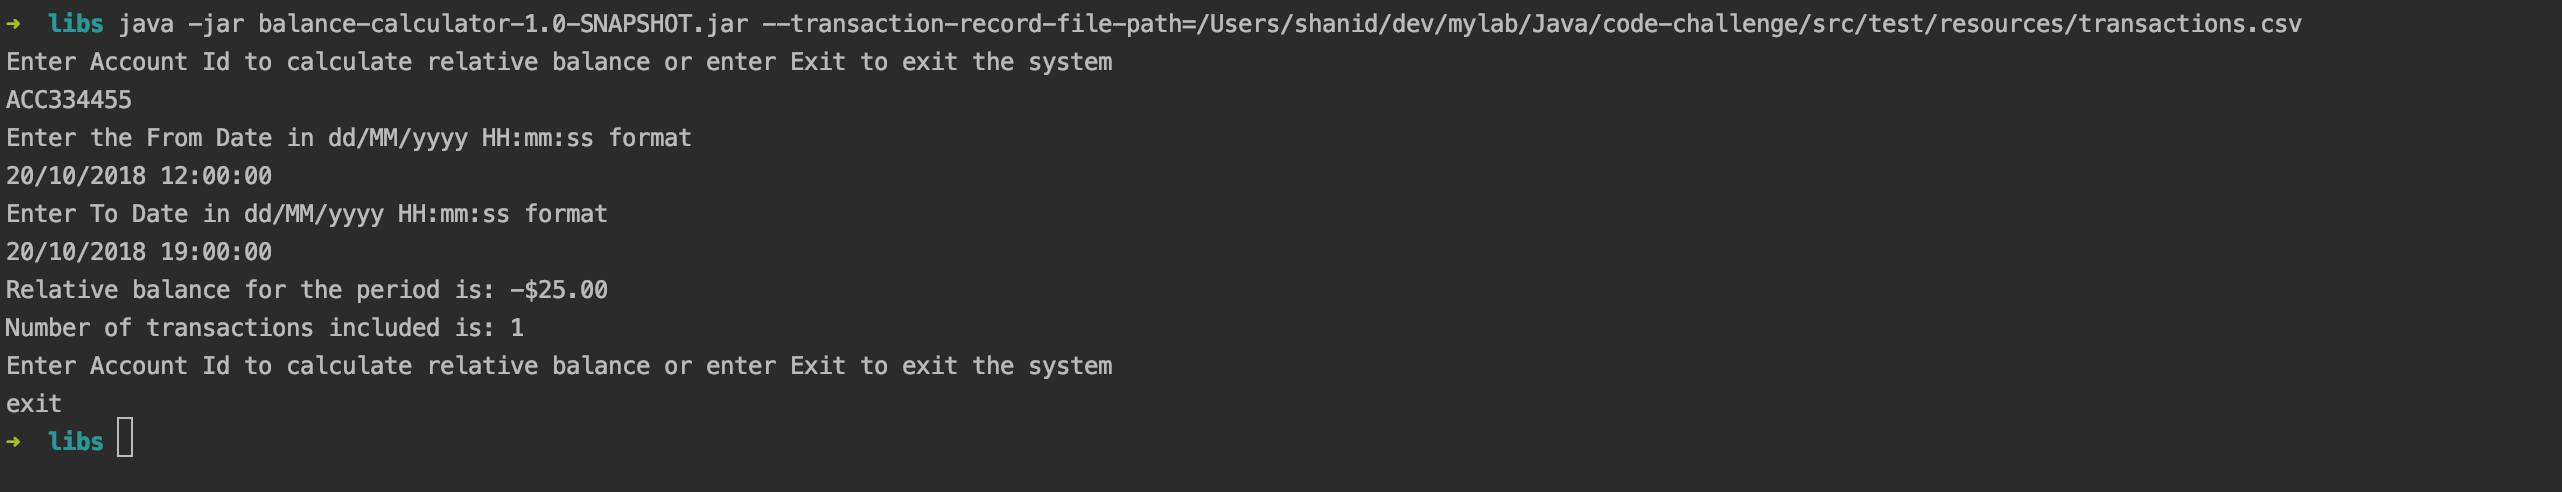 → libs java -jar balance-calculator-1.0-SNAPSHOT.jar --transaction-record-file-path=/Users/shanid/dev/mylab/Java/code-challenge/src/test/resources/transactions.csv
Enter Account Id to calculate relative balance or enter Exit to exit the system
ACC334455
Enter the From Date in dd/MM/yyyy HH:mm:ss format
20/10/2018 12:00:00
Enter To Date in dd/MM/yyyy HH:mm:ss format
20/10/2018 19:00:00
Relative balance for the period is: -$25.00
Number of transactions included is: 1
Enter Account Id to calculate relative balance or enter Exit to exit the system
exit
→ libs